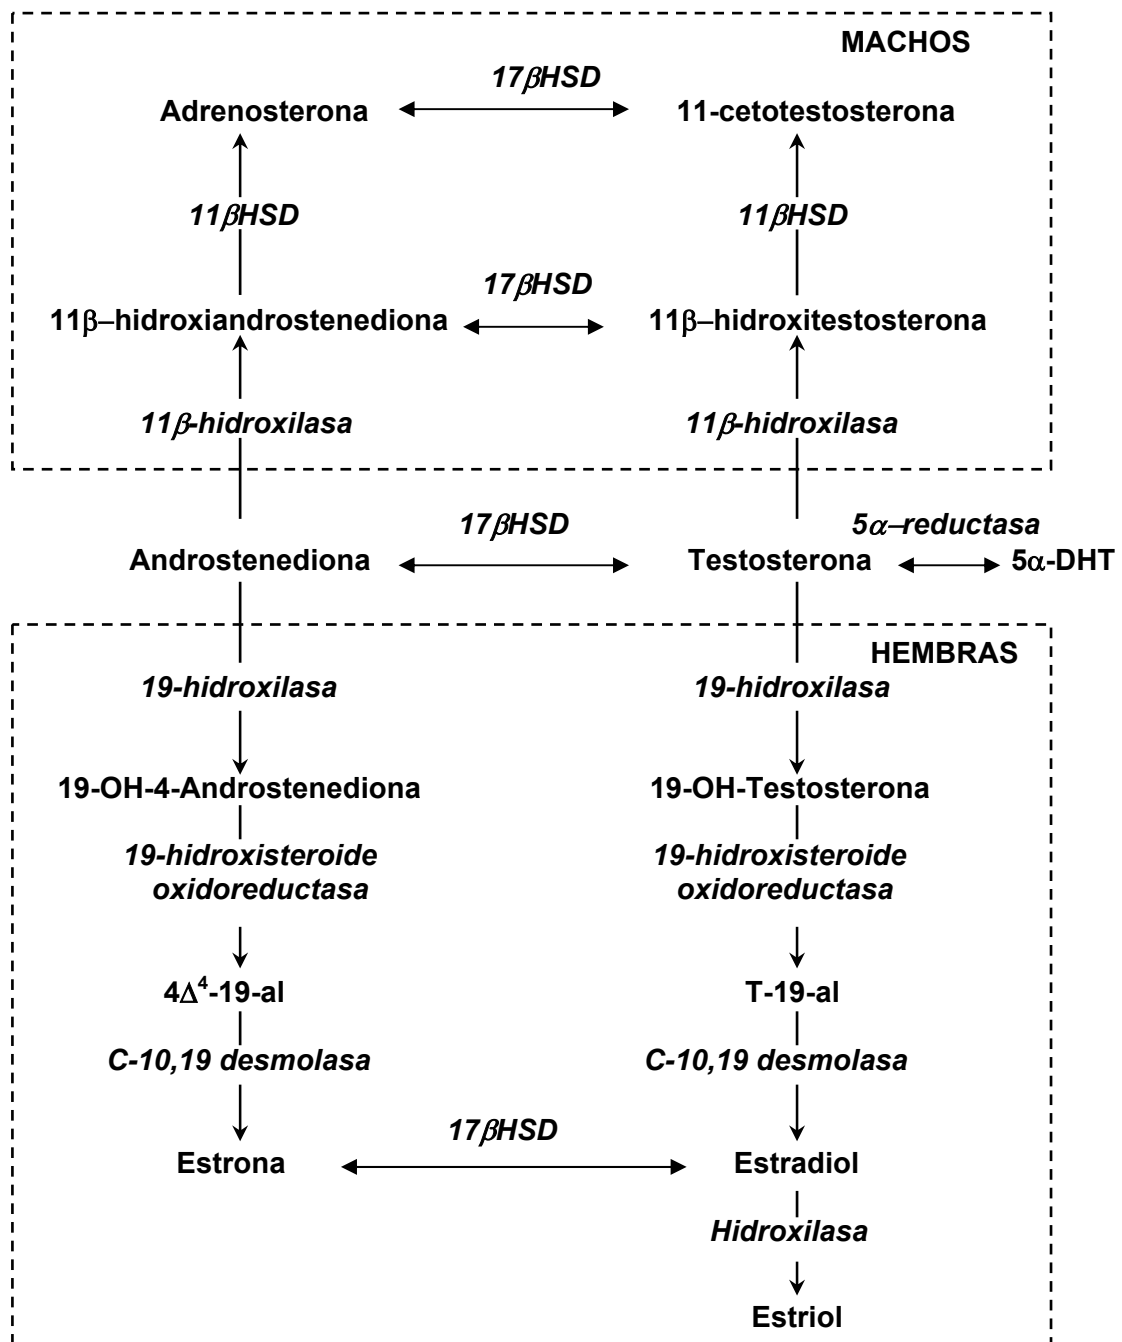 MACHOS
17βHSD
Adrenosterona
11-cetotestosterona
11βHSD
11βHSD
17βHSD
11β–hidroxiandrostenediona
11β–hidroxitestosterona
11β-hidroxilasa
11β-hidroxilasa
17βHSD
5α–reductasa
Androstenediona
Testosterona
5α-DHT
HEMBRAS
19-hidroxilasa
19-hidroxilasa
19-OH-4-Androstenediona
19-OH-Testosterona
19-hidroxisteroide
oxidoreductasa
19-hidroxisteroide
oxidoreductasa
4Δ⁴-19-al
T-19-al
C-10,19 desmolasa
C-10,19 desmolasa
17βHSD
Estrona
Estradiol
Hidroxilasa
Estriol